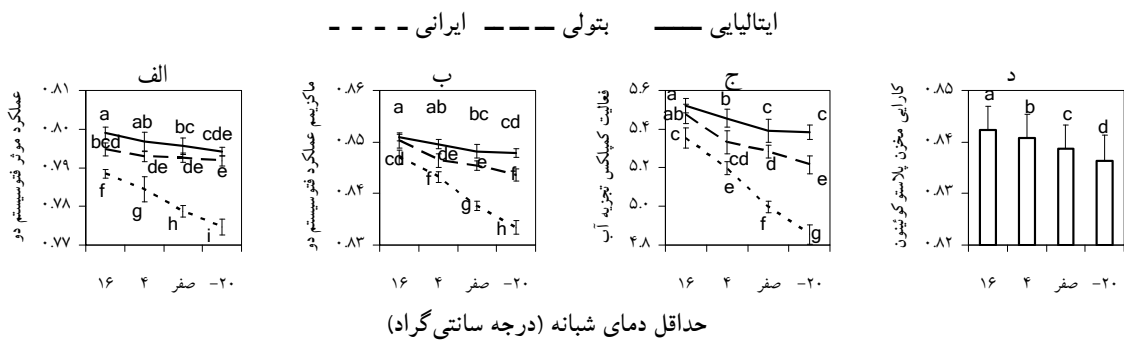 ایتالیایی بتولی ایرانی
الف
عملکرد موثر فتوسیستم دو
۰.۸۱
۰.۸۰
۰.۷۹
۰.۷۸
۰.۷۷
a ab bc cde
bcd de de e
f g h i
۱۶ ۴ صفر -۲۰
ب
ماکزیمم عملکرد فتوسیستم دو
۰.۸۶
۰.۸۵
۰.۸۴
۰.۸۳
a ab bc cd
cd de e f
f g h
۱۶ ۴ صفر -۲۰
ج
فعالیت کمپلکس تجزیه آب
۵.۶
۵.۴
۵.۲
۵.۰
۴.۸
a b c c
ab cd d e
c e f g
۱۶ ۴ صفر -۲۰
د
کارایی مخزن پلاستوکوئینون
۰.۸۵
۰.۸۴
۰.۸۳
۰.۸۲
a b c d
۱۶ ۴ صفر -۲۰
حداقل دمای شبانه (درجه سانتی‌گراد)